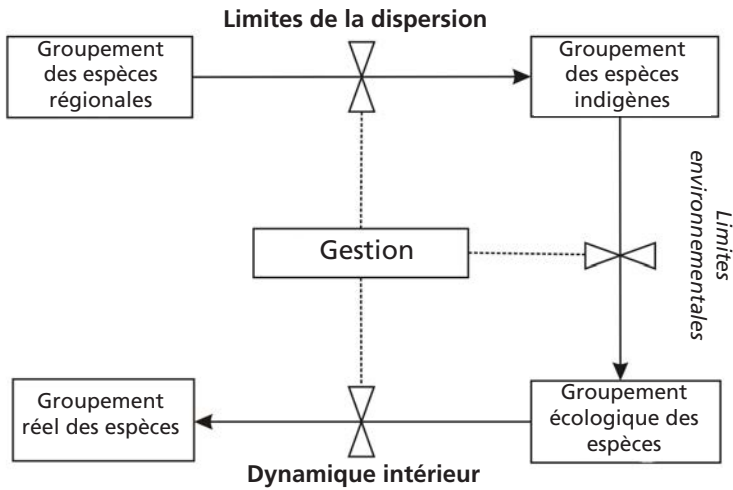 Limites de la dispersion
Groupement
des espèces
régionales
Groupement
des espèces
indigènes
Limites
environnementales
Gestion
Groupement
réel des espèces
Groupement
écologique des
espèces
Dynamique intérieur